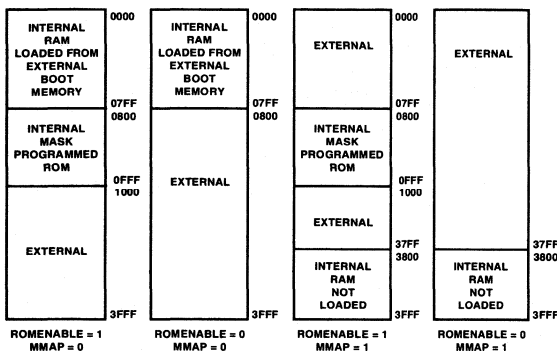 INTERNAL
RAM
LOADED FROM
EXTERNAL
BOOT
MEMORY
0000
07FF
0800
INTERNAL
MASK
PROGRAMMED
ROM
0FFF
1000
EXTERNAL
3FFF
ROMENABLE = 1
MMAP = 0
INTERNAL
RAM
LOADED FROM
EXTERNAL
BOOT
MEMORY
0000
07FF
0800
EXTERNAL
3FFF
ROMENABLE = 0
MMAP = 0
EXTERNAL
0000
07FF
0800
INTERNAL
MASK
PROGRAMMED
ROM
0FFF
1000
EXTERNAL
37FF
3800
INTERNAL
RAM
NOT
LOADED
3FFF
ROMENABLE = 1
MMAP = 1
EXTERNAL
0000
37FF
3800
INTERNAL
RAM
NOT
LOADED
3FFF
ROMENABLE = 0
MMAP = 1